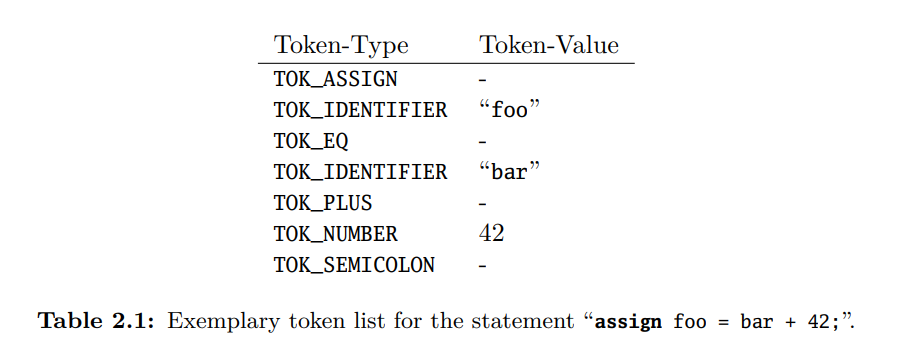 Token-Type Token-Value
TOK_ASSIGN -
TOK_IDENTIFIER “foo”
TOK_EQ -
TOK_IDENTIFIER “bar”
TOK_PLUS -
TOK_NUMBER 42
TOK_SEMICOLON -
Table 2.1: Exemplary token list for the statement “assign foo = bar + 42;”.